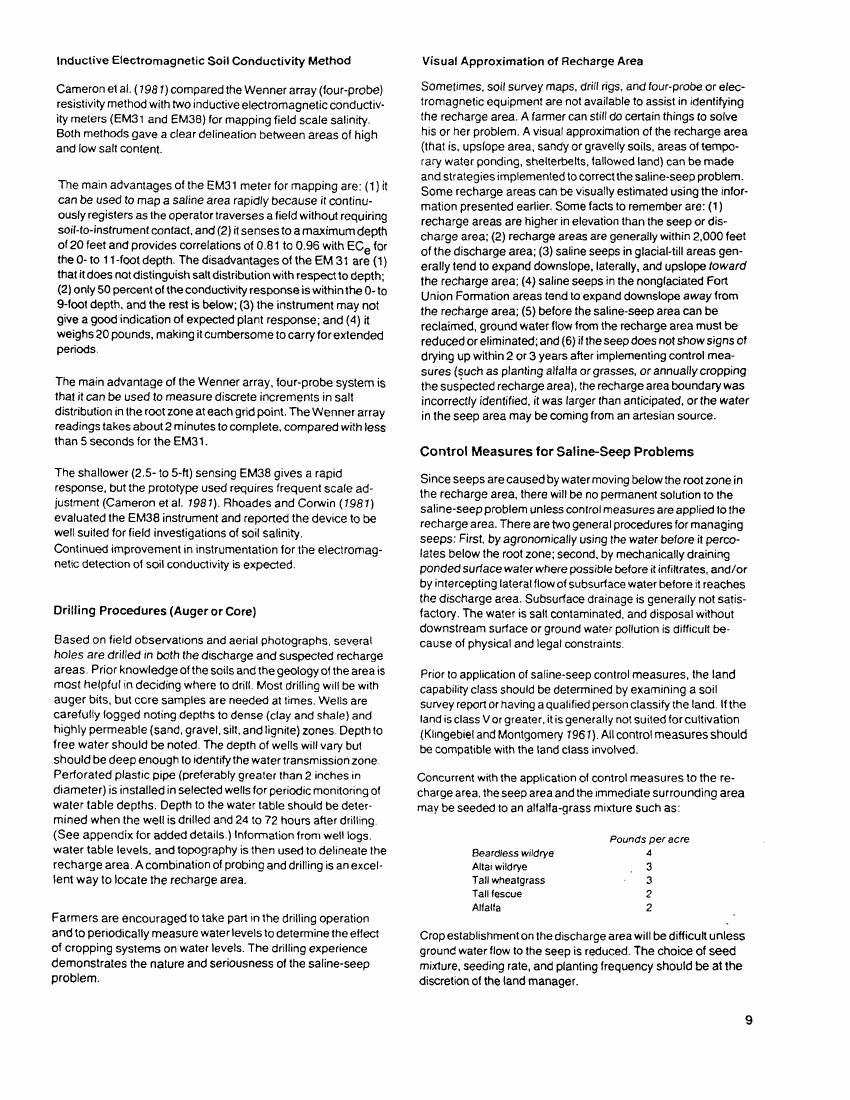 Inductive Electromagnetic Soil Conductivity Method
Cameron et al. (1981) compared the Wenner array (four-probe)
resistivity method with two inductive electromagnetic conductiv-
ity meters (EM31 and EM38) for mapping field scale salinity.
Both methods gave a clear delineation between areas of high
and low salt content.
The main advantages of the EM31 meter for mapping are: (1) it
can be used to map a saline area rapidly because it continu-
ously registers as the operator traverses a field without requiring
soil-to-instrument contact, and (2) it senses to a maximum depth
of 20 feet and provides correlations of 0.81 to 0.96 with ECe for
the 0- to 11-foot depth. The disadvantages of the EM 31 are (1)
that it does not distinguish salt distribution with respect to depth;
(2) only 50 percent of the conductivity response is within the 0- to
9-foot depth, and the rest is below; (3) the instrument may not
give a good indication of expected plant response; and (4) it
weighs 20 pounds, making it cumbersome to carry for extended
periods.
The main advantage of the Wenner array, four-probe system is
that it can be used to measure discrete increments in salt
distribution in the root zone at each grid point. The Wenner array
readings takes about 2 minutes to complete, compared with less
than 5 seconds for the EM31.
The shallower (2.5- to 5-ft) sensing EM38 gives a rapid
response, but the prototype used requires frequent scale ad-
justment (Cameron et al. 1981). Rhoades and Corwin (1981)
evaluated the EM38 instrument and reported the device to be
well suited for field investigations of soil salinity.
Continued improvement in instrumentation for the electromag-
netic detection of soil conductivity is expected.
Drilling Procedures (Auger or Core)
Based on field observations and aerial photographs, several
holes are drilled in both the discharge and suspected recharge
areas. Prior knowledge of the soils and the geology of the area is
most helpful in deciding where to drill. Most drilling will be with
auger bits, but core samples are needed at times. Wells are
carefully logged noting depths to dense (clay and shale) and
highly permeable (sand, gravel, silt, and lignite) zones. Depth to
free water should be noted. The depth of wells will vary but
should be deep enough to identify the water transmission zone.
Perforated plastic pipe (preferably greater than 2 inches in
diameter) is installed in selected wells for periodic monitoring of
water table depths. Depth to the water table should be deter-
mined when the well is drilled and 24 to 72 hours after drilling.
(See appendix for added details.) Information from well logs,
water table levels, and topography is then used to delineate the
recharge area. A combination of probing and drilling is an excel-
lent way to locate the recharge area.
Farmers are encouraged to take part in the drilling operation
and to periodically measure water levels to determine the effect
of cropping systems on water levels. The drilling experience
demonstrates the nature and seriousness of the saline-seep
problem.
Visual Approximation of Recharge Area
Sometimes, soil survey maps, drill rigs, and four-probe or elec-
tromagnetic equipment are not available to assist in identifying
the recharge area. A farmer can still do certain things to solve
his or her problem. A visual approximation of the recharge area
(that is, upslope area, sandy or gravelly soils, areas of tempo-
rary water ponding, shelterbelts, fallowed land) can be made
and strategies implemented to correct the saline-seep problem.
Some recharge areas can be visually estimated using the infor-
mation presented earlier. Some facts to remember are: (1)
recharge areas are higher in elevation than the seep or dis-
charge area; (2) recharge areas are generally within 2,000 feet
of the discharge area; (3) saline seeps in glacial-till areas gen-
erally tend to expand downslope, laterally, and upslope toward
the recharge area; (4) saline seeps in the nonglaciated Fort
Union Formation areas tend to expand downslope away from
the recharge area; (5) before the saline-seep area can be
reclaimed, ground water flow from the recharge area must be
reduced or eliminated; and (6) if the seep does not show signs of
drying up within 2 or 3 years after implementing control mea-
sures (such as planting alfalfa or grasses, or annually cropping
the suspected recharge area), the recharge area boundary was
incorrectly identified, it was larger than anticipated, or the water
in the seep area may be coming from an artesian source.
Control Measures for Saline-Seep Problems
Since seeps are caused by water moving below the root zone in
the recharge area, there will be no permanent solution to the
saline-seep problem unless control measures are applied to the
recharge area. There are two general procedures for managing
seeps: First, by agronomically using the water before it perco-
lates below the root zone; second, by mechanically draining
ponded surface water where possible before it infiltrates, and/or
by intercepting lateral flow of subsurface water before it reaches
the discharge area. Subsurface drainage is generally not satis-
factory. The water is salt contaminated, and disposal without
downstream surface or ground water pollution is difficult be-
cause of physical and legal constraints.
Prior to application of saline-seep control measures, the land
capability class should be determined by examining a soil
survey report or having a qualified person classify the land. If the
land is class V or greater, it is generally not suited for cultivation
(Klingebiel and Montgomery 1961). All control measures should
be compatible with the land class involved.
Concurrent with the application of control measures to the re-
charge area, the seep area and the immediate surrounding area
may be seeded to an alfalfa-grass mixture such as:
Pounds per acre
Beardless wildrye 4
Altai wildrye 3
Tall wheatgrass 3
Tall fescue 2
Alfalfa 2
Crop establishment on the discharge area will be difficult unless
ground water flow to the seep is reduced. The choice of seed
mixture, seeding rate, and planting frequency should be at the
discretion of the land manager.
9